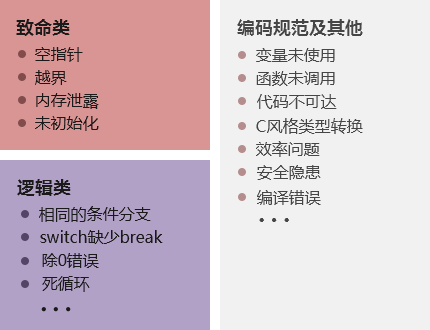 致命类
空指针
越界
内存泄露
未初始化
逻辑类
相同的条件分支
switch缺少break
除0错误
死循环
• • •
编码规范及其他
变量未使用
函数未调用
代码不可达
C风格类型转换
效率问题
安全隐患
编译错误
• • •